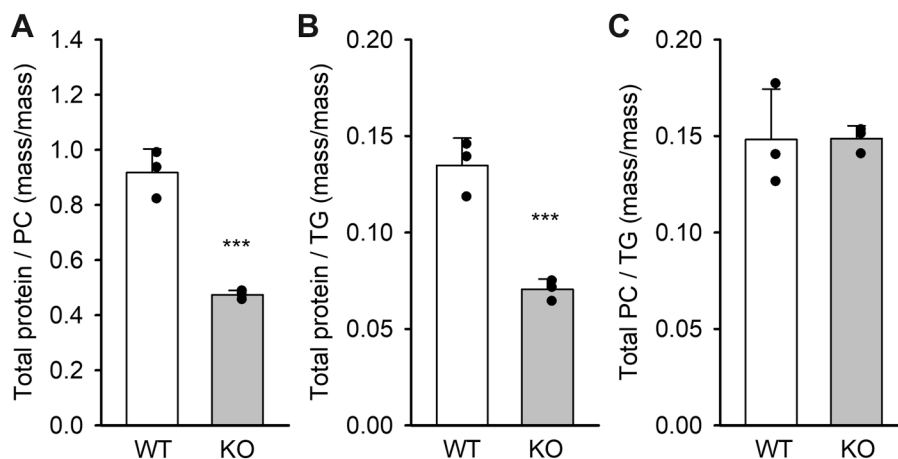 A
Total protein / PC (mass/mass)
1.4
1.2
1.0
0.8
0.6
0.4
0.2
0.0
***
WT
KO
B
Total protein / TG (mass/mass)
0.20
0.15
0.10
0.05
0.00
***
WT
KO
C
Total PC / TG (mass/mass)
0.20
0.15
0.10
0.05
0.00
WT
KO